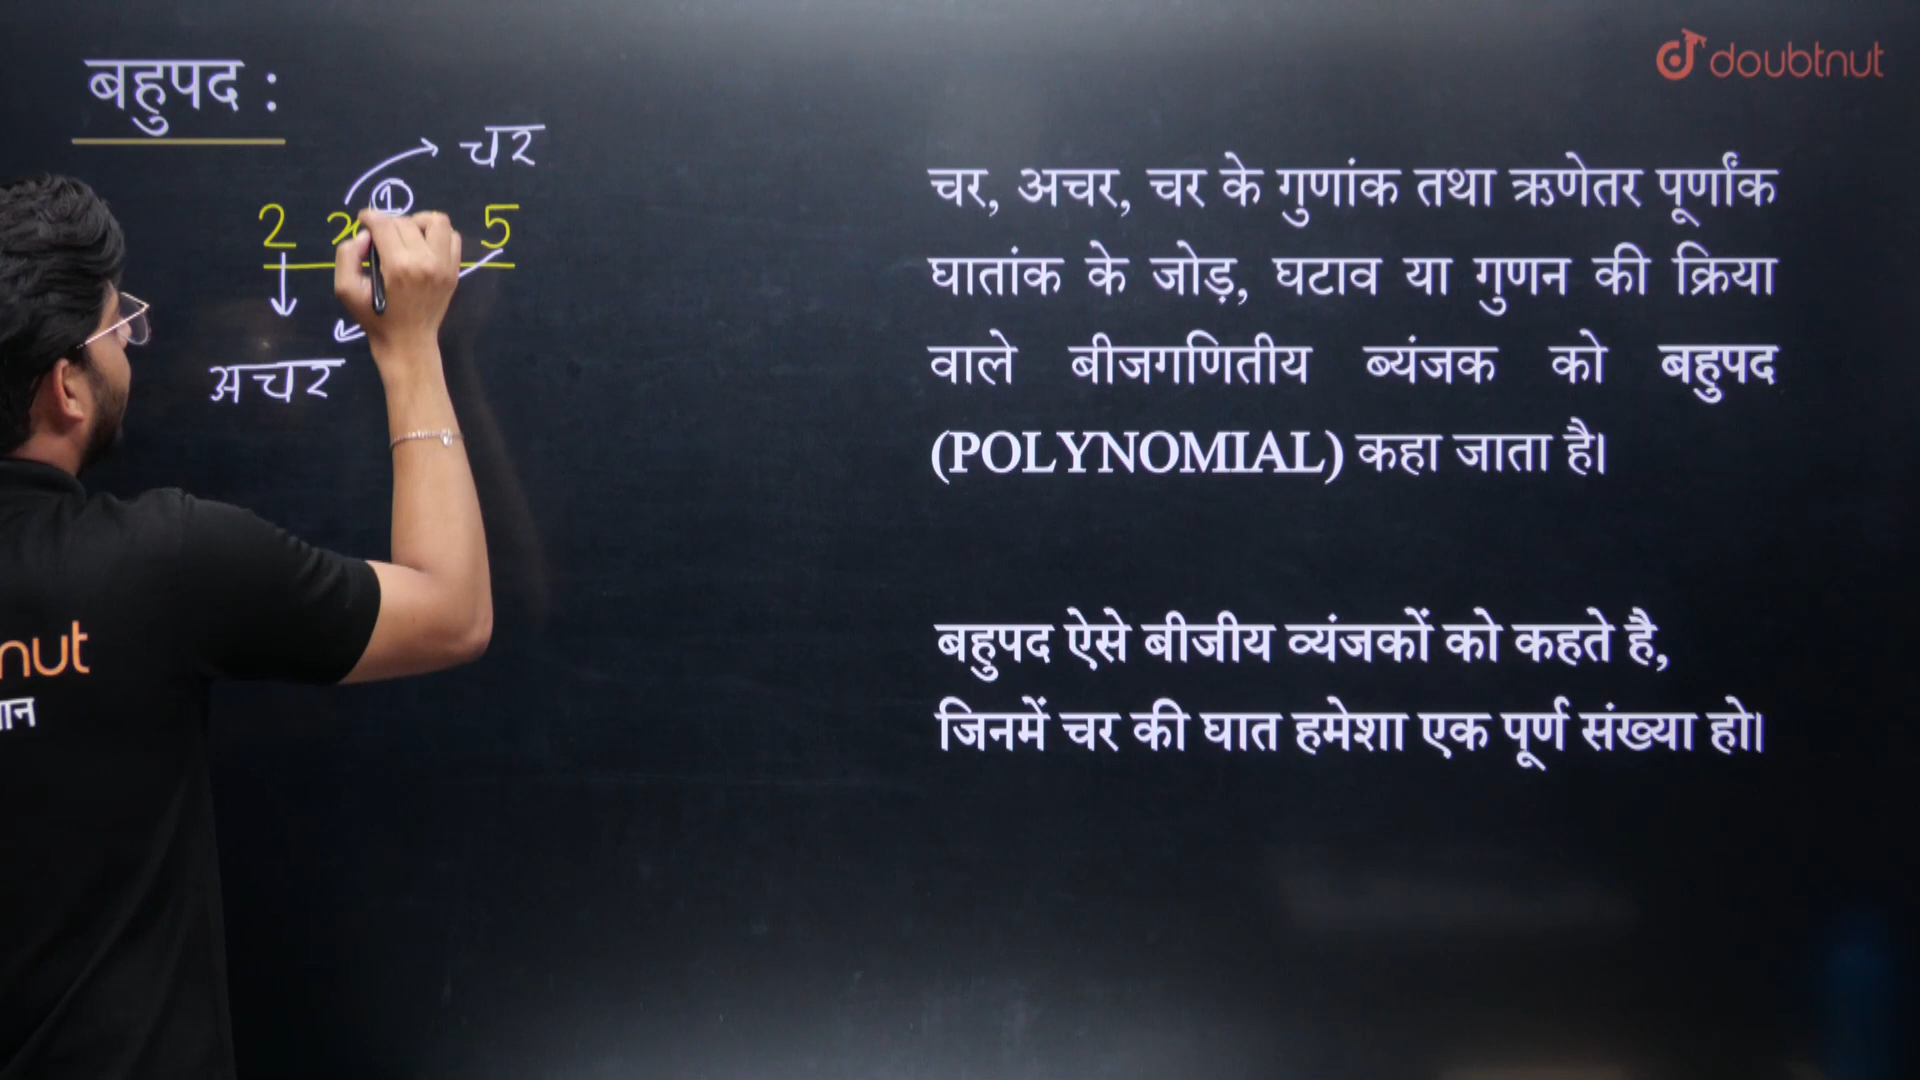 बहुपद :
doubtnut
चर
1
2 x 5
अचर
चर, अचर, चर के गुणांक तथा ऋणेतर पूर्णांक
घातांक के जोड़, घटाव या गुणन की क्रिया
वाले बीजगणितीय ब्यंजक को बहुपद
(POLYNOMIAL) कहा जाता है।
बहुपद ऐसे बीजीय व्यंजकों को कहते है,
जिनमें चर की घात हमेशा एक पूर्ण संख्या हो।
nut